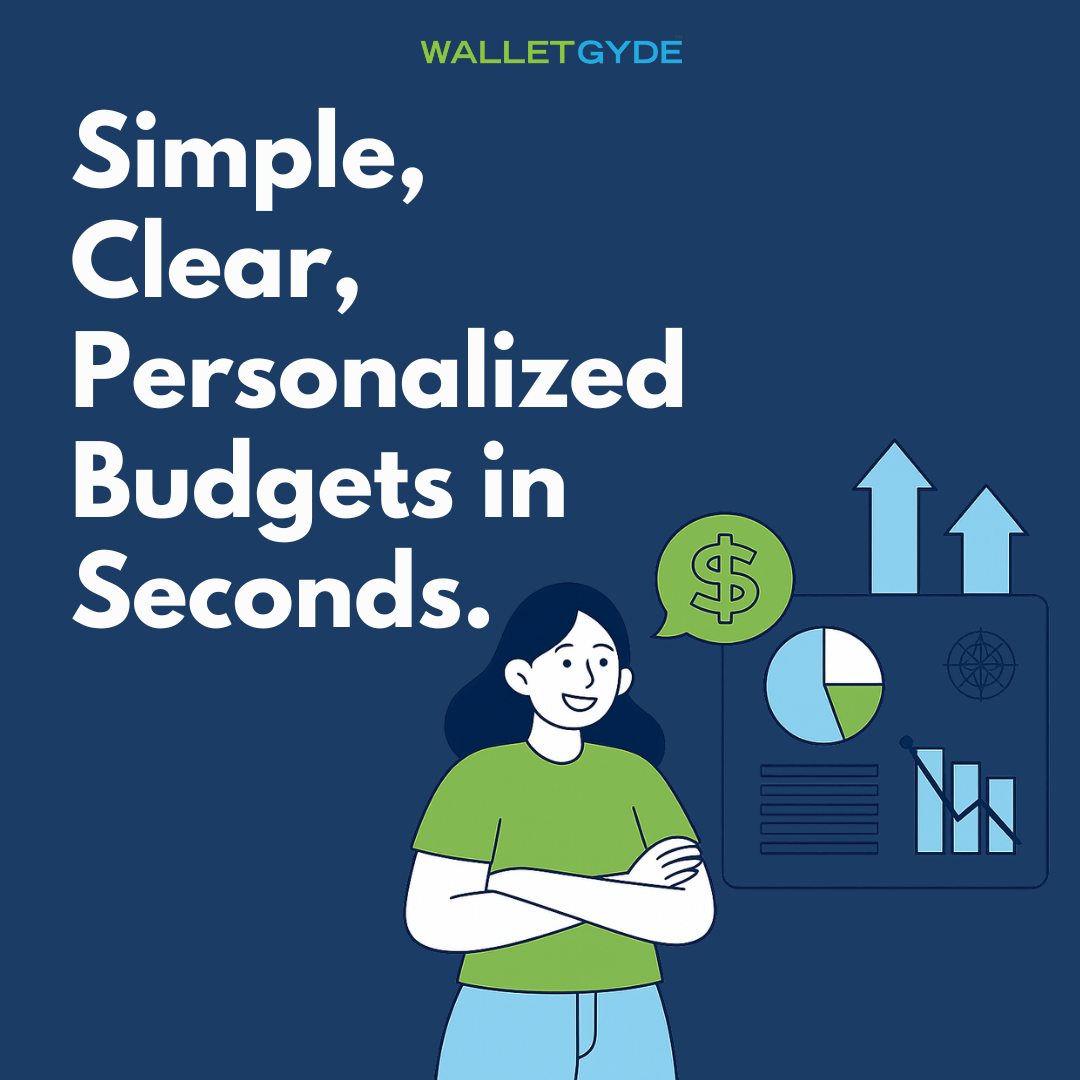 WALLETGYDE
Simple,
Clear,
Personalized
Budgets in
Seconds.
$